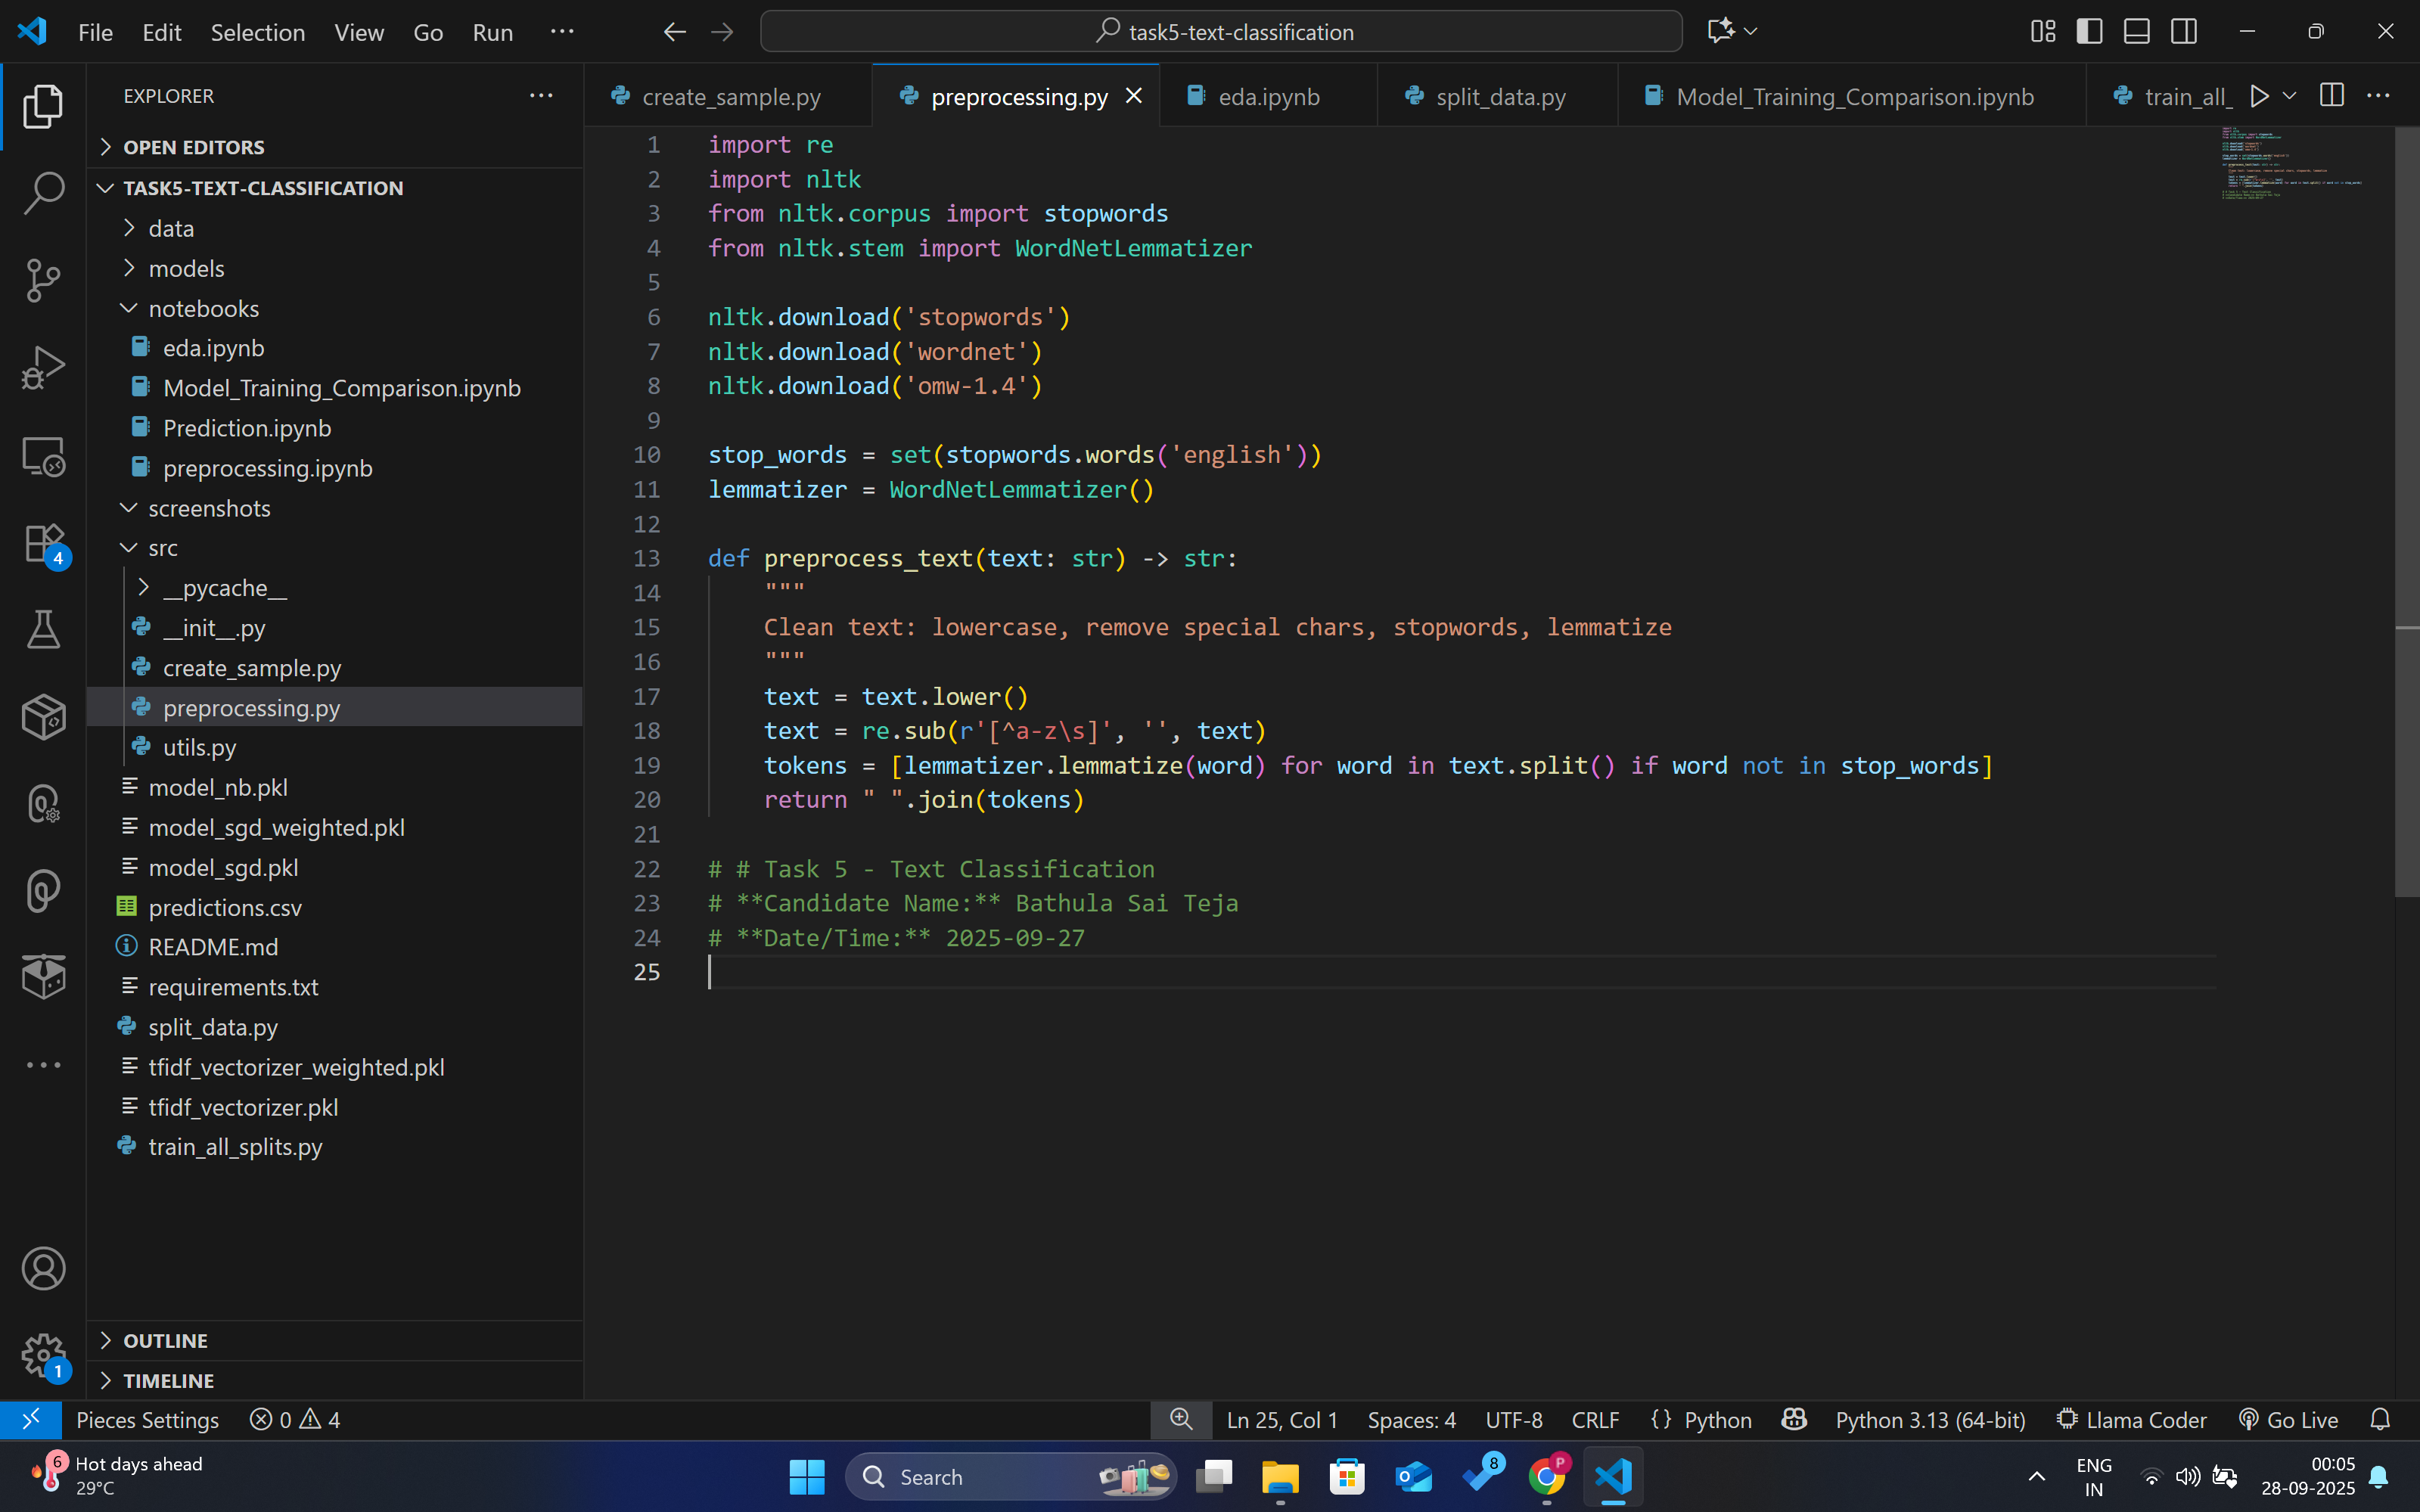 File Edit Selection View Go Run ···
task5-text-classification
EXPLORER
OPEN EDITORS
TASK5-TEXT-CLASSIFICATION
data
models
notebooks
eda.ipynb
Model_Training_Comparison.ipynb
Prediction.ipynb
preprocessing.ipynb
screenshots
src
__pycache__
__init__.py
create_sample.py
preprocessing.py
utils.py
model_nb.pkl
model_sgd_weighted.pkl
model_sgd.pkl
predictions.csv
README.md
requirements.txt
split_data.py
tfidf_vectorizer_weighted.pkl
tfidf_vectorizer.pkl
train_all_splits.py
OUTLINE
TIMELINE
4
1
create_sample.py preprocessing.py eda.ipynb split_data.py Model_Training_Comparison.ipynb train_all_
1 import re
2 import nltk
3 from nltk.corpus import stopwords
4 from nltk.stem import WordNetLemmatizer
5
6 nltk.download('stopwords')
7 nltk.download('wordnet')
8 nltk.download('omw-1.4')
9
10 stop_words = set(stopwords.words('english'))
11 lemmatizer = WordNetLemmatizer()
12
13 def preprocess_text(text: str) -> str:
14 """
15 Clean text: lowercase, remove special chars, stopwords, lemmatize
16 """
17 text = text.lower()
18 text = re.sub(r'[^a-z\s]', '', text)
19 tokens = [lemmatizer.lemmatize(word) for word in text.split() if word not in stop_words]
20 return " ".join(tokens)
21
22 # # Task 5 - Text Classification
23 # **Candidate Name:** Bathula Sai Teja
24 # **Date/Time:** 2025-09-27
25
Pieces Settings 0 4 Ln 25, Col 1 Spaces: 4 UTF-8 CRLF {} Python Python 3.13 (64-bit) Llama Coder Go Live
6 Hot days ahead
29°C
Search
8
P
ENG
IN
00:05
28-09-2025